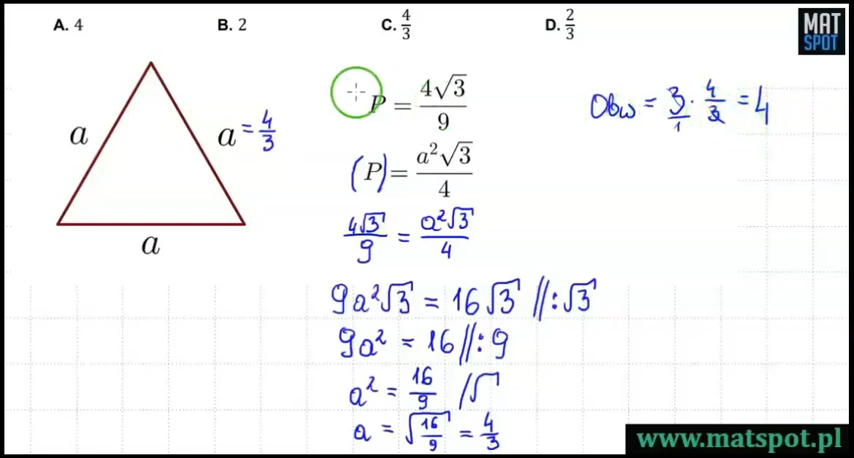 A. 4 B. 2 C. 4/3 D. 2/3
MAT
SPOT
P = 4√3/9
Obw = 3/1 · 4/3 = 4
a
a = 4/3
(P) = a²√3/4
4√3/9 = a²√3/4
a
9a²√3 = 16√3 //:√3
9a² = 16 //:9
a² = 16/9 /√
a = √16/9 = 4/3
www.matspot.pl